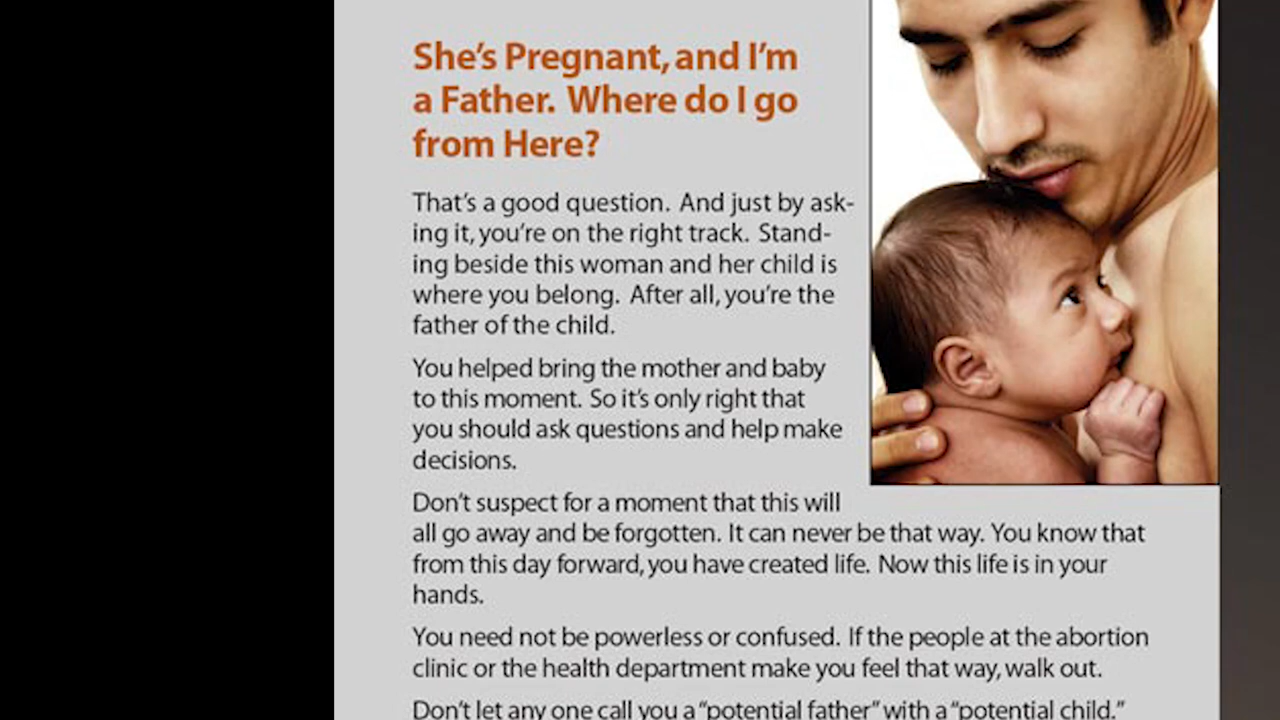 She's Pregnant, and I'm
a Father. Where do I go
from Here?
That's a good question. And just by ask-
ing it, you're on the right track. Stand-
ing beside this woman and her child is
where you belong. After all, you're the
father of the child.
You helped bring the mother and baby
to this moment. So it's only right that
you should ask questions and help make
decisions.
Don't suspect for a moment that this will
all go away and be forgotten. It can never be that way. You know that
from this day forward, you have created life. Now this life is in your
hands.
You need not be powerless or confused. If the people at the abortion
clinic or the health department make you feel that way, walk out.
Don't let any one call you a "potential father" with a "potential child."